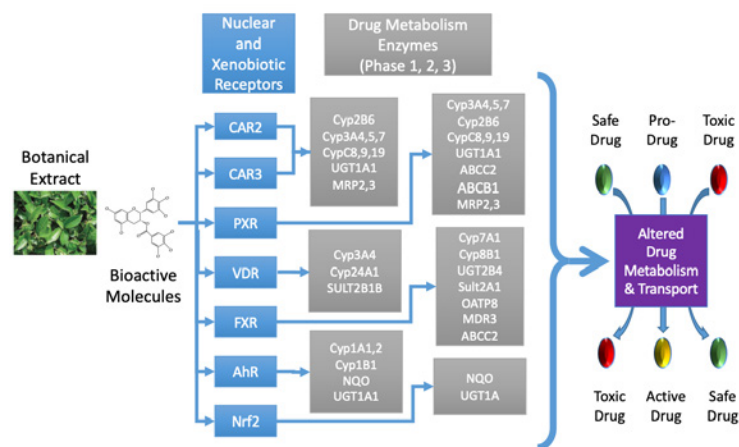 Nuclear
and
Xenobiotic
Receptors
Drug Metabolism
Enzymes
(Phase 1, 2, 3)
Botanical
Extract
Bioactive
Molecules
CAR2
CAR3
PXR
VDR
FXR
AhR
Nrf2
Cyp2B6
Cyp3A4,5,7
CypC8,9,19
UGT1A1
MRP2,3
Cyp3A4,5,7
Cyp2B6
CypC8,9,19
UGT1A1
ABCC2
ABCB1
MRP2,3
Cyp3A4
Cyp24A1
SULT2B1B
Cyp7A1
Cyp8B1
UGT2B4
Sult2A1
OATP8
MDR3
ABCC2
Cyp1A1,2
Cyp1B1
NQO
UGT1A1
NQO
UGT1A
Safe
Drug
Pro-
Drug
Toxic
Drug
Altered
Drug
Metabolism
& Transport
Toxic
Drug
Active
Drug
Safe
Drug